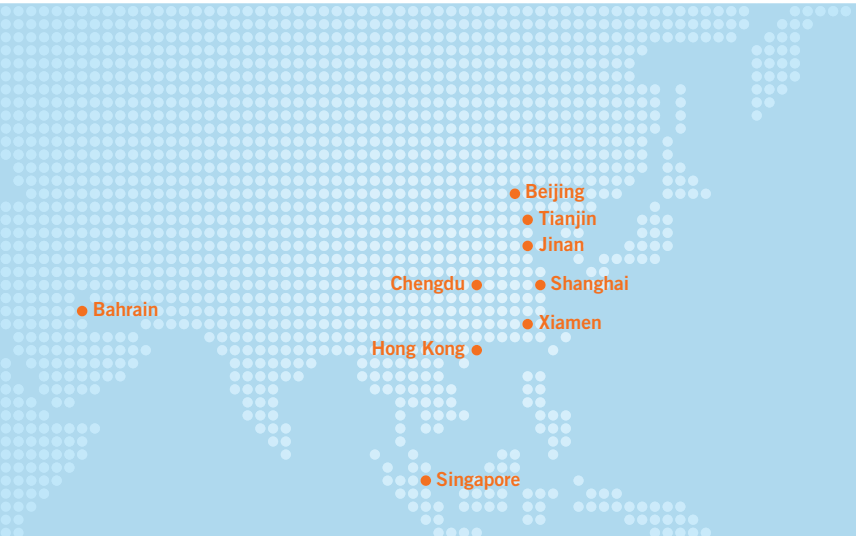 Beijing
Tianjin
Jinan
Chengdu
Shanghai
Bahrain
Xiamen
Hong Kong
Singapore